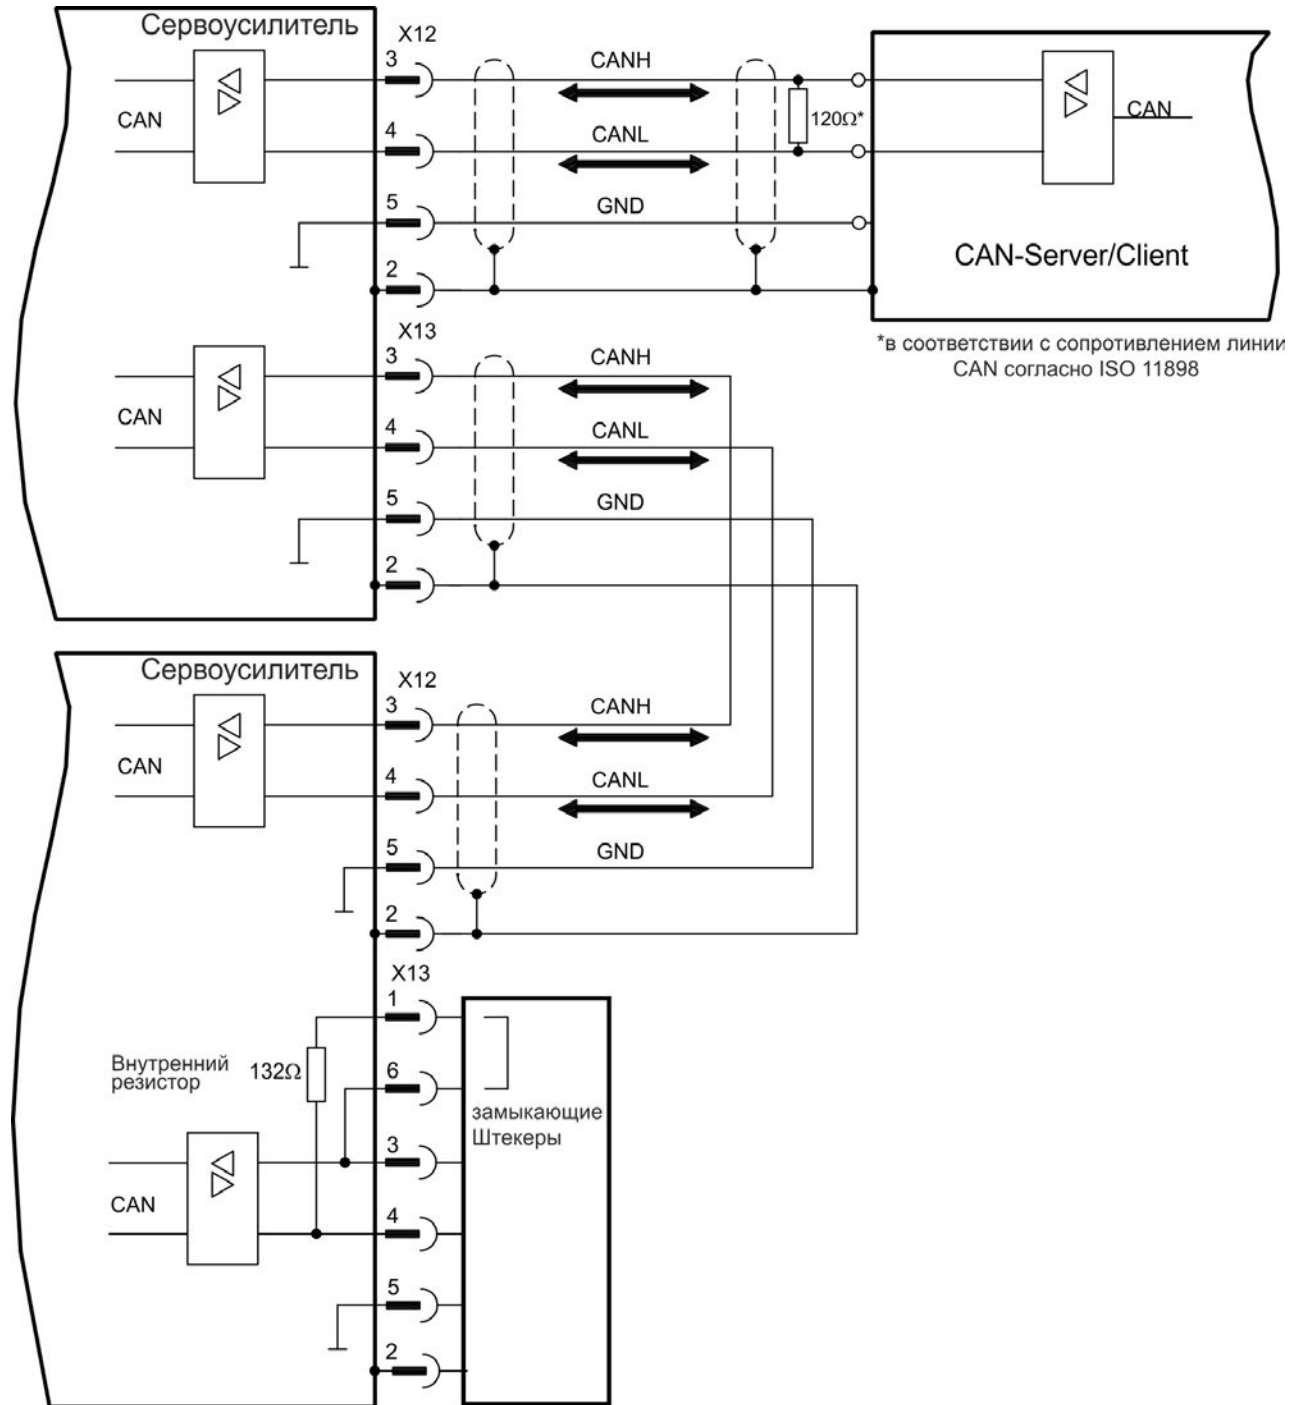 Сервоусилитель
X12
3
CANH
CAN
120Ω*
CAN
4
CANL
5
GND
CAN-Server/Client
2
X13
*в соответствии с сопротивлением линии
CAN согласно ISO 11898
3
CANH
CAN
4
CANL
5
GND
2
Сервоусилитель
X12
3
CANH
CAN
4
CANL
5
GND
2
X13
1
Внутренний
резистор
132Ω
6
замыкающие
Штекеры
3
CAN
4
5
2